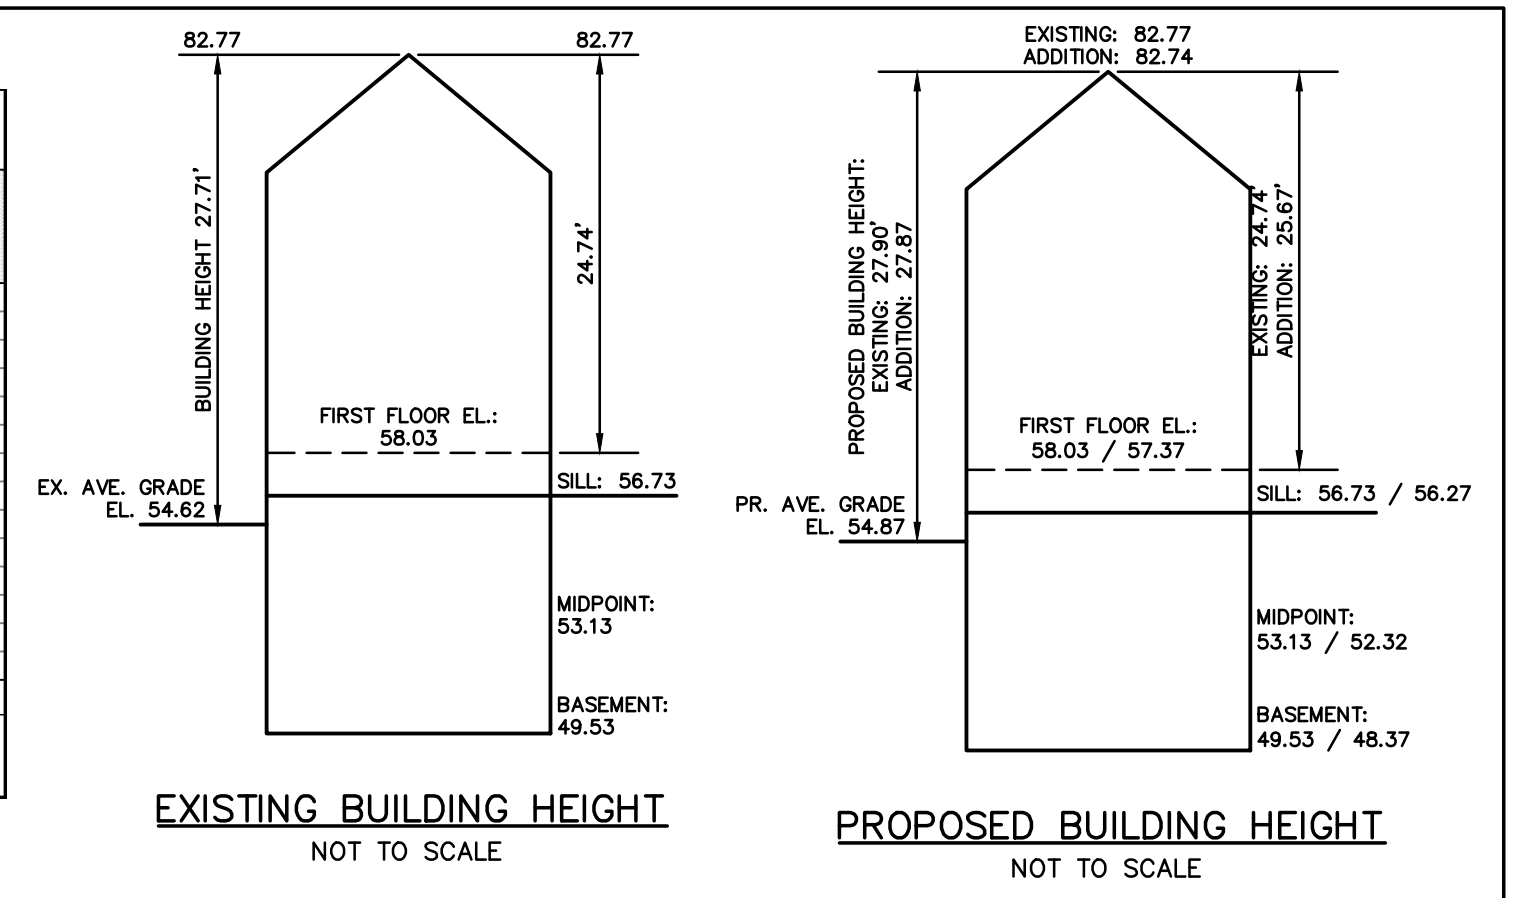 82.77
82.77
BUILDING HEIGHT 27.71'
24.74'
FIRST FLOOR EL.:
58.03
SILL: 56.73
EX. AVE. GRADE
EL. 54.62
MIDPOINT:
53.13
BASEMENT:
49.53
EXISTING BUILDING HEIGHT
NOT TO SCALE
EXISTING: 82.77
ADDITION: 82.74
PROPOSED BUILDING HEIGHT:
EXISTING: 27.90'
ADDITION: 27.87
EXISTING: 24.74'
ADDITION: 25.67'
FIRST FLOOR EL.:
58.03 / 57.37
SILL: 56.73 / 56.27
PR. AVE. GRADE
EL. 54.87
MIDPOINT:
53.13 / 52.32
BASEMENT:
49.53 / 48.37
PROPOSED BUILDING HEIGHT
NOT TO SCALE